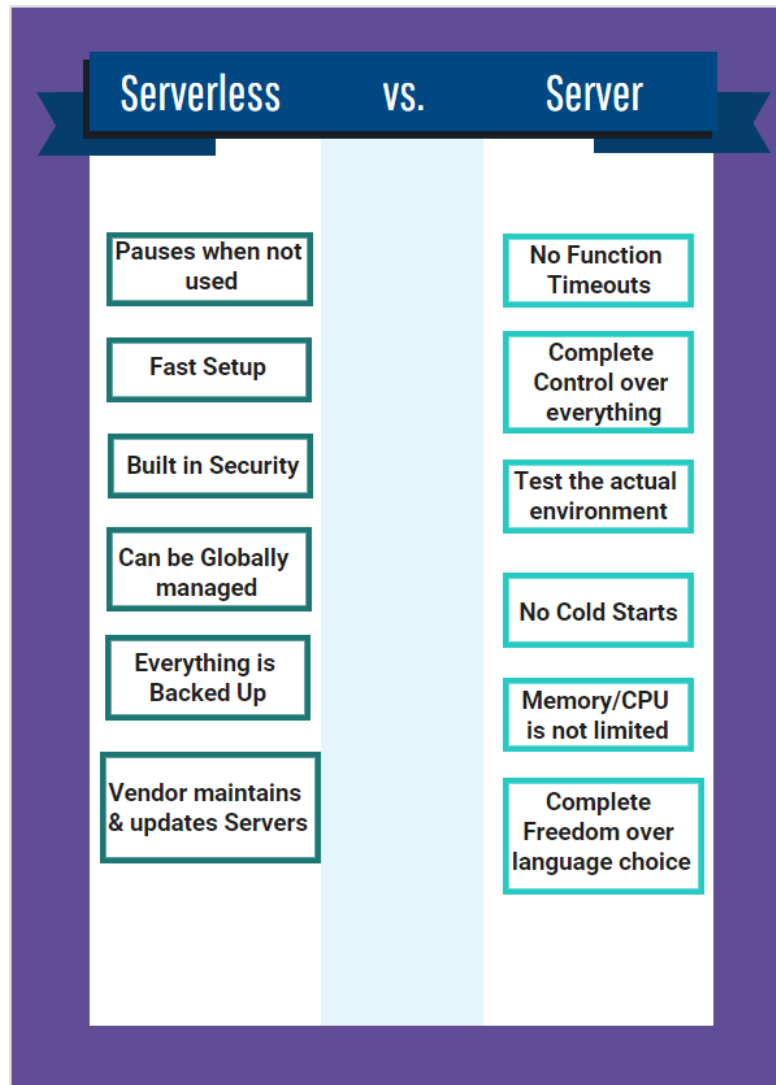 Serverless vs. Server
Pauses when not
used
Fast Setup
Built in Security
Can be Globally
managed
Everything is
Backed Up
Vendor maintains
& updates Servers
No Function
Timeouts
Complete
Control over
everything
Test the actual
environment
No Cold Starts
Memory/CPU
is not limited
Complete
Freedom over
language choice